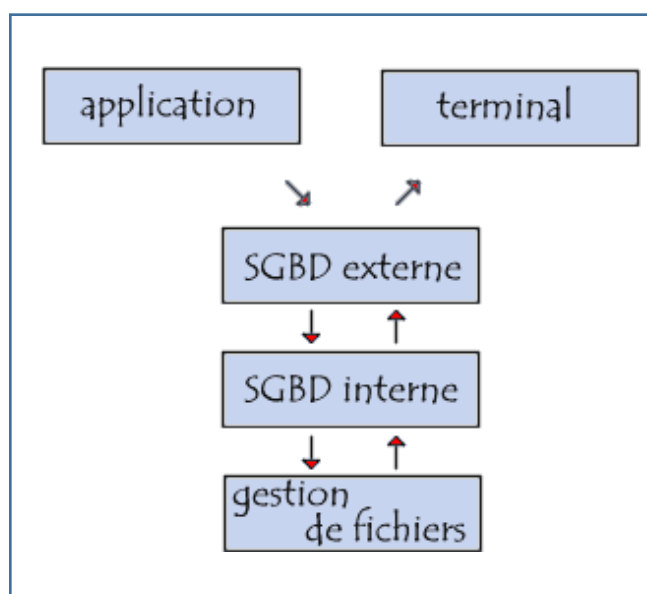 application
terminal
SGBD externe
SGBD interne
gestion
de fichiers